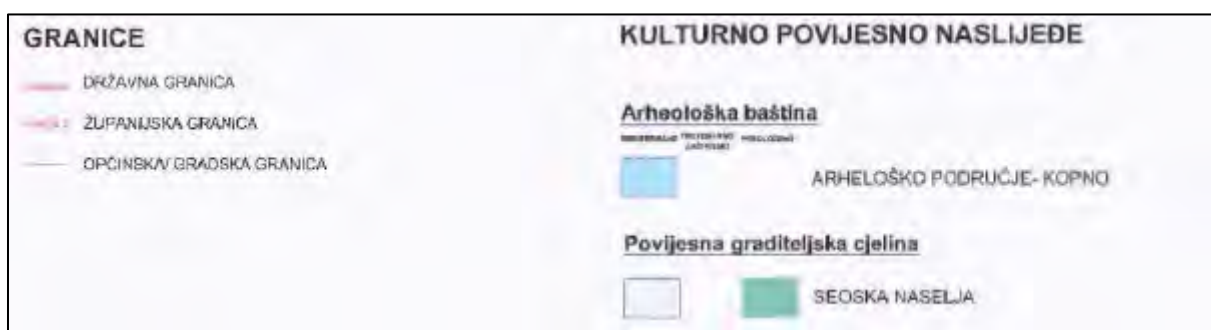 GRANICE
DRŽAVNA GRANICA
ŽUPANIJSKA GRANICA
OPĆINSKA/ GRADSKA GRANICA
KULTURNO POVIJESNO NASLIJEĐE
Arheološka baština
ARHELOŠKO PODRUČJE- KOPNO
Povijesna graditeljska cjelina
SEOSKA NASELJA